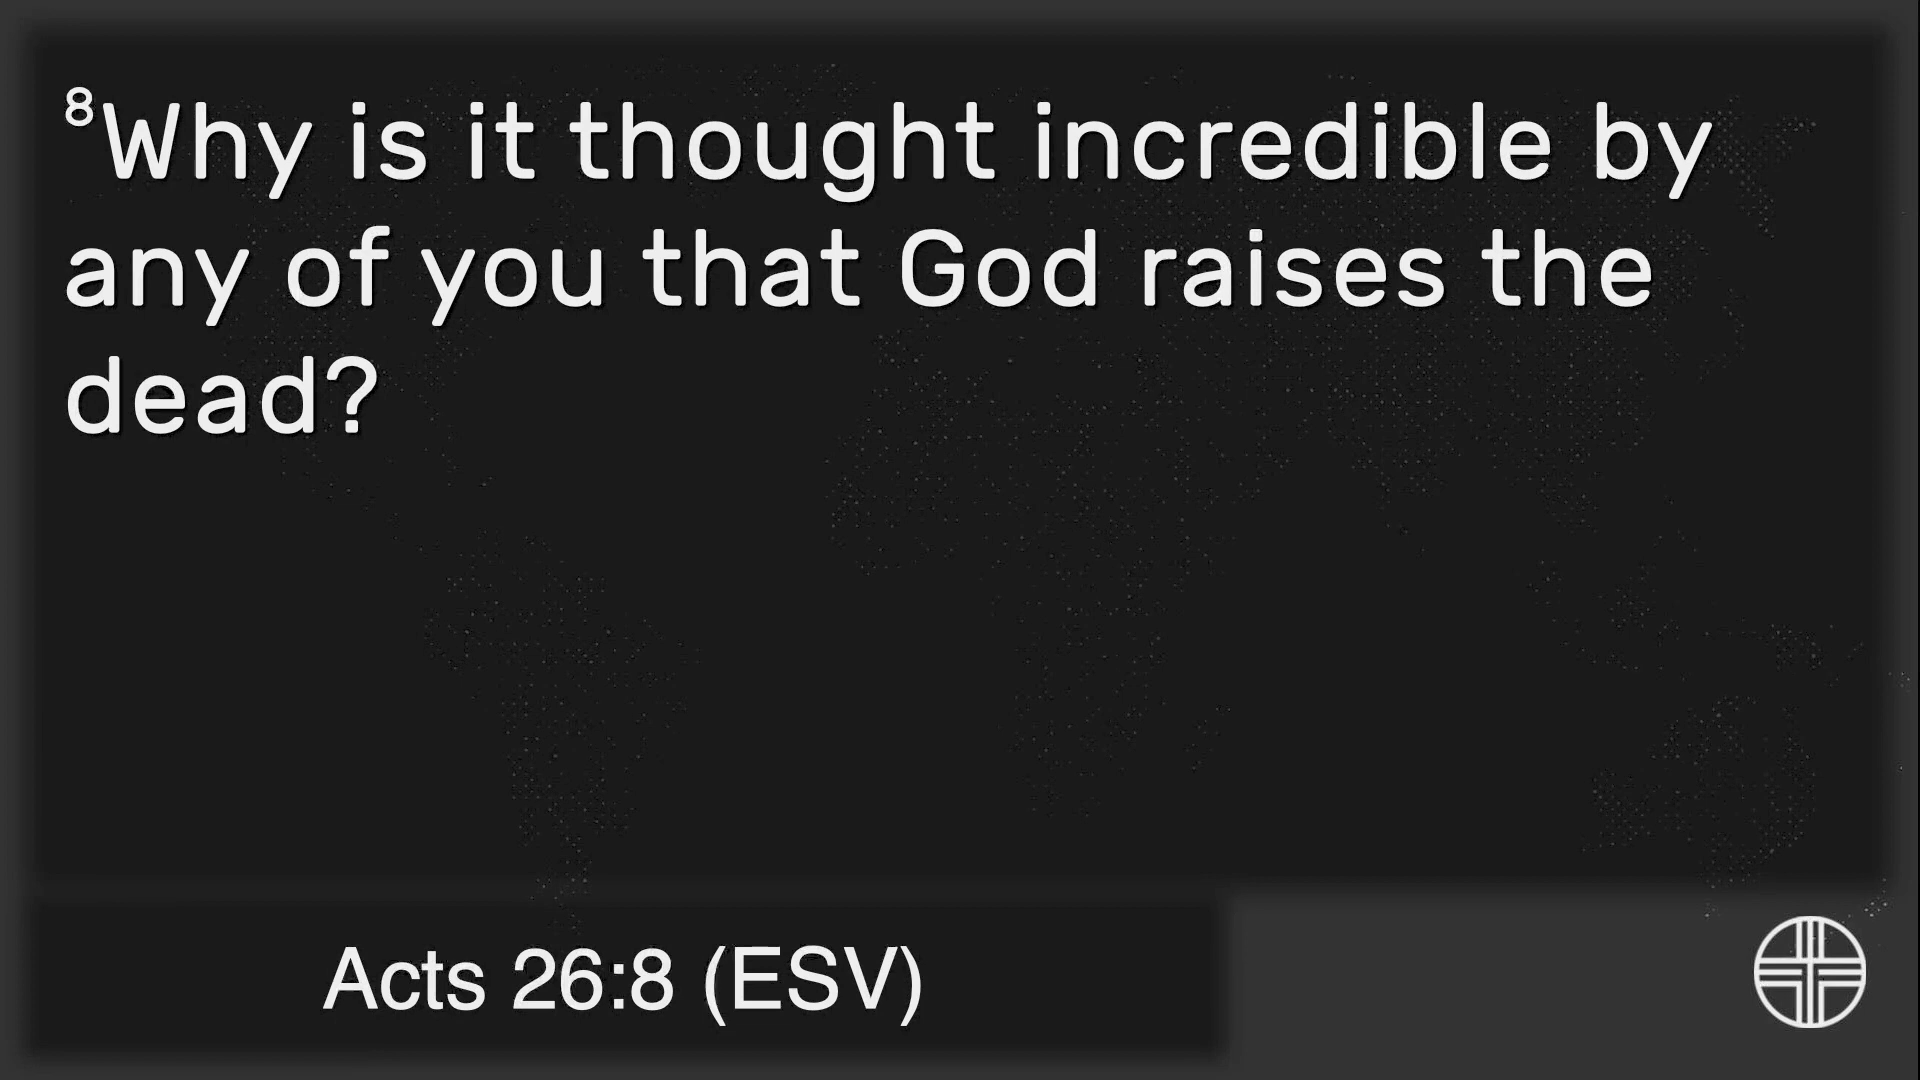 ⁸Why is it thought incredible by
any of you that God raises the
dead?
Acts 26:8 (ESV)